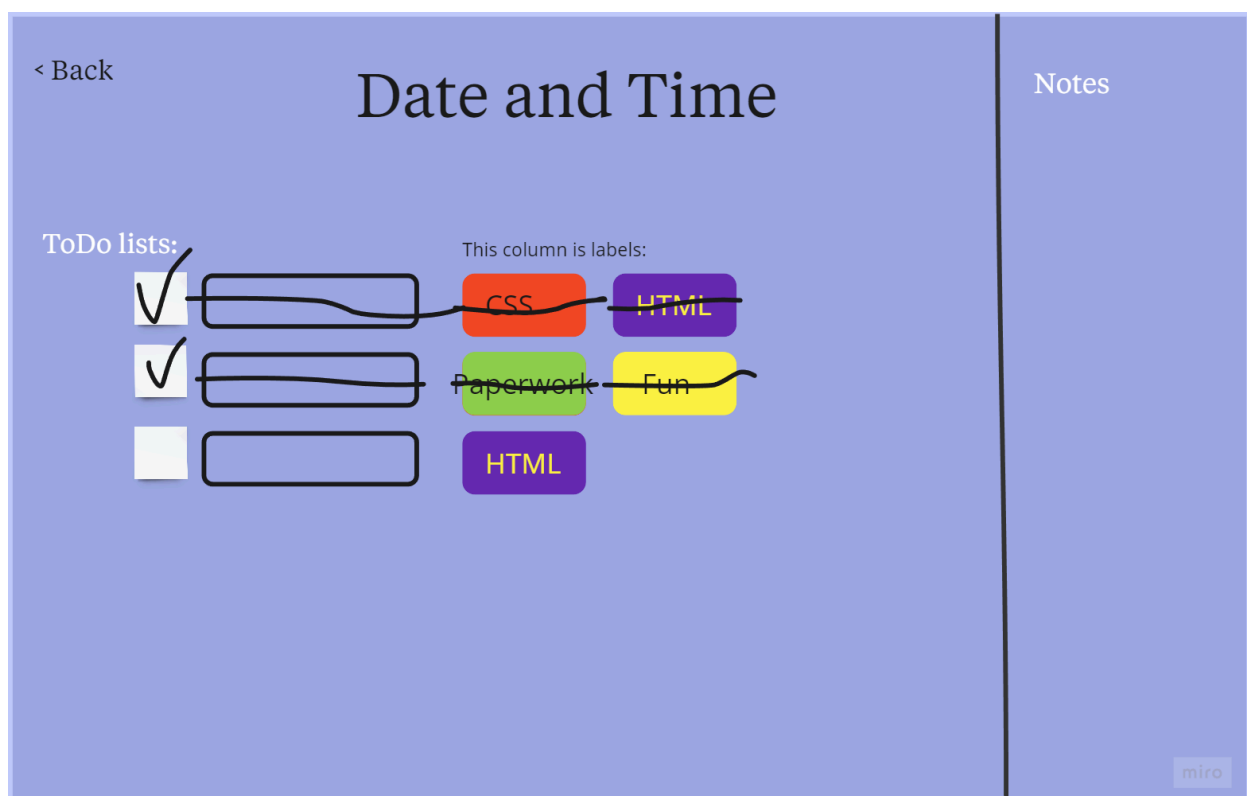 < Back
Date and Time
Notes
ToDo lists:
This column is labels:
CSS HTML
Paperwork Fun
HTML
miro